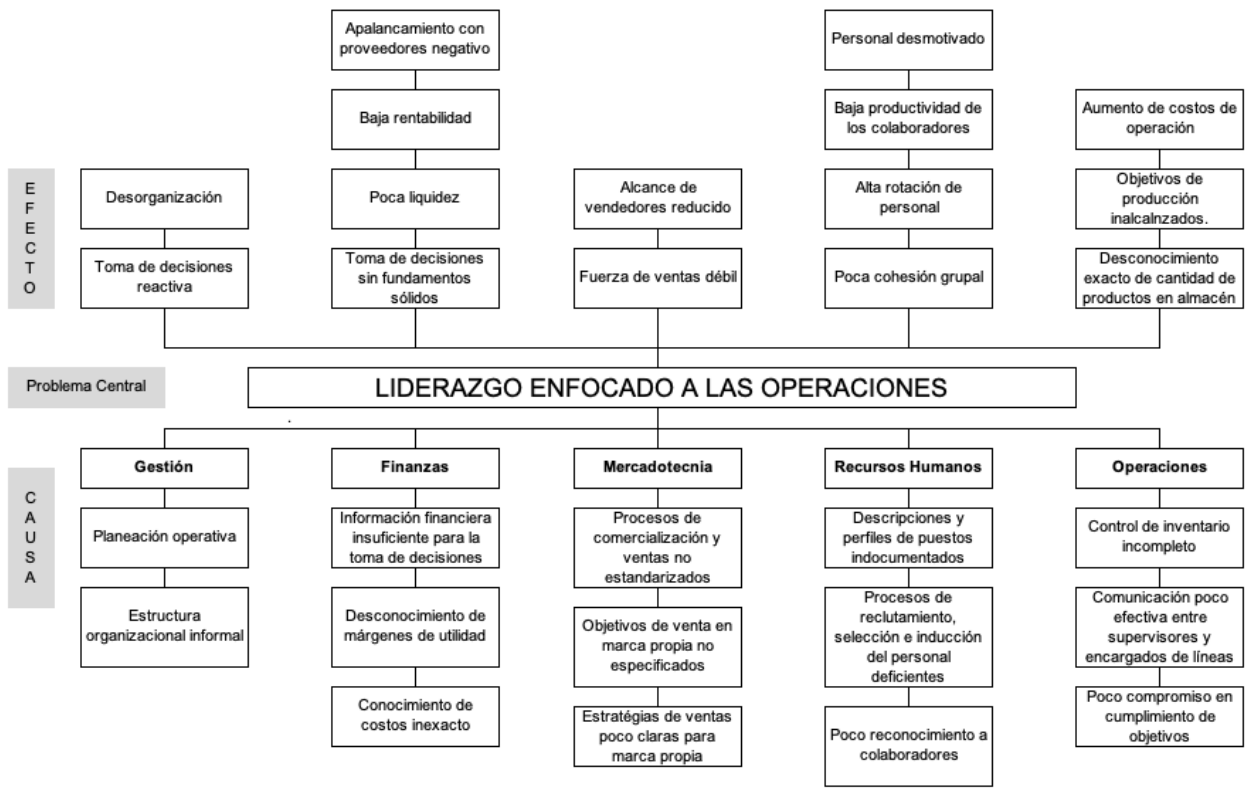 Apalancamiento con
proveedores negativo
Personal desmotivado
Baja rentabilidad
Baja productividad de
los colaboradores
Aumento de costos de
operación
E
F
E
C
T
O
Desorganización
Poca liquidez
Alcance de
vendedores reducido
Alta rotación de
personal
Objetivos de
producción
inalcalnzados.
Toma de decisiones
reactiva
Toma de decisiones
sin fundamentos
sólidos
Fuerza de ventas débil
Poca cohesión grupal
Desconocimiento
exacto de cantidad de
productos en almacén
Problema Central
LIDERAZGO ENFOCADO A LAS OPERACIONES
C
A
U
S
A
Gestión
Finanzas
Mercadotecnia
Recursos Humanos
Operaciones
Planeación operativa
Información financiera
insuficiente para la
toma de decisiones
Procesos de
comercialización y
ventas no
estandarizados
Descripciones y
perfiles de puestos
indocumentados
Control de inventario
incompleto
Estructura
organizacional informal
Desconocimiento de
márgenes de utilidad
Objetivos de venta en
marca propia no
especificados
Procesos de
reclutamiento,
selección e inducción
del personal
deficientes
Comunicación poco
efectiva entre
supervisores y
encargados de líneas
Conocimiento de
costos inexacto
Estratégias de ventas
poco claras para
marca propia
Poco reconocimiento a
colaboradores
Poco compromiso en
cumplimiento de
objetivos